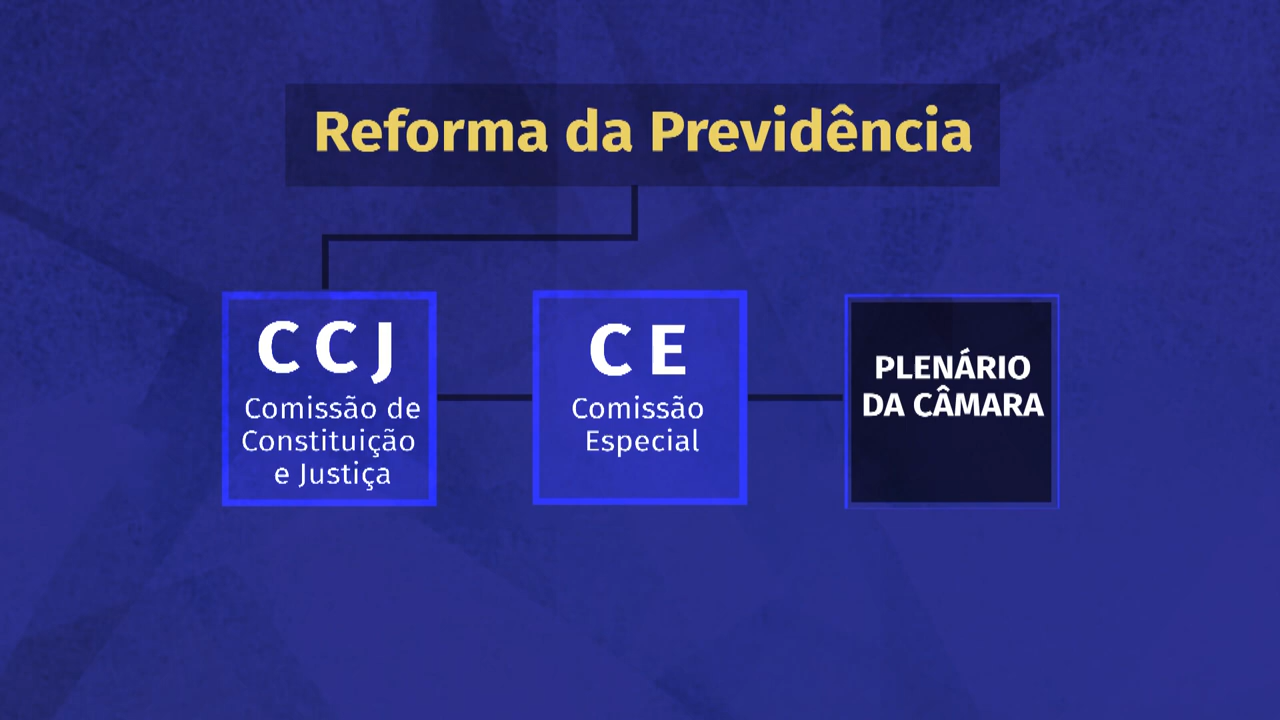 Reforma da Previdência
CCJ
Comissão de
Constituição
e Justiça
CE
Comissão
Especial
PLENÁRIO
DA CÂMARA